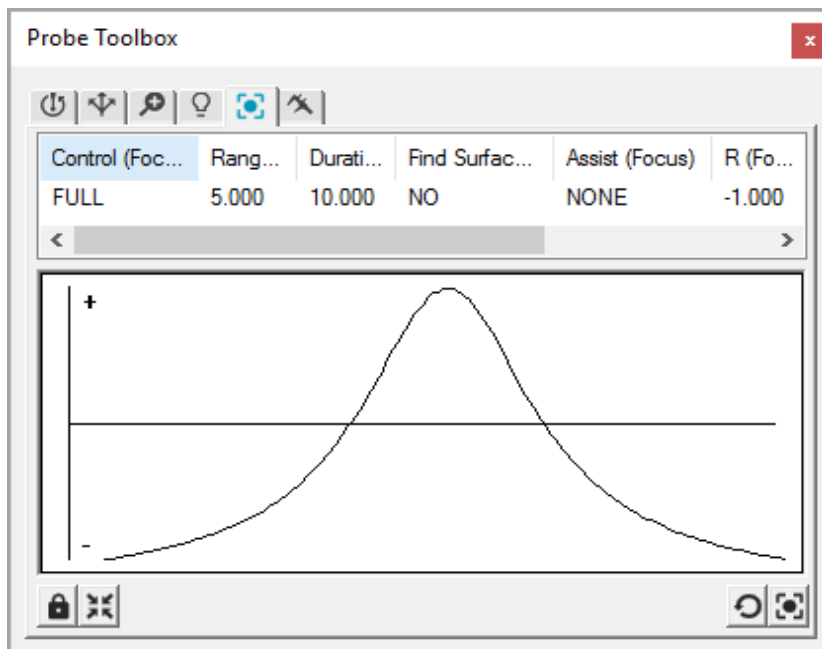 Probe Toolbox
x
Control (Foc... Rang... Durati... Find Surfac... Assist (Focus) R (Fo...
FULL 5.000 10.000 NO NONE -1.000
+
-